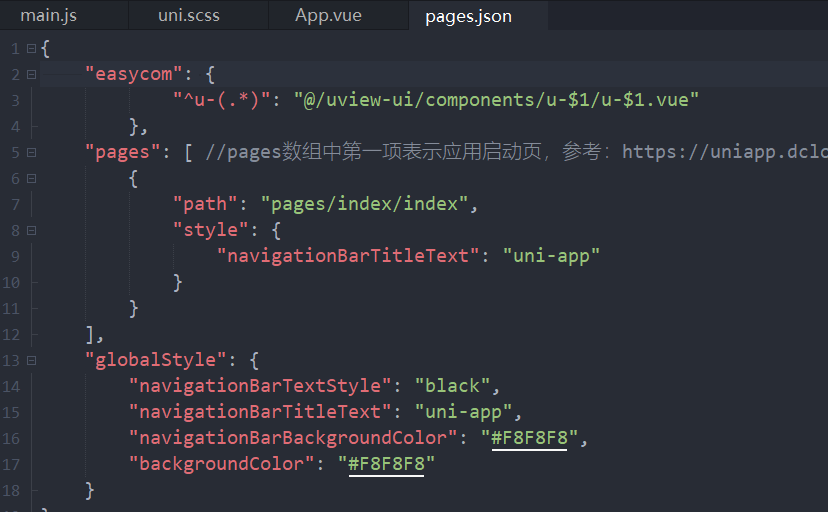 main.js uni.scss App.vue pages.json
1 {
2 "easycom": {
3 "^u-(.*)": "@/uview-ui/components/u-$1/u-$1.vue"
4 },
5 "pages": [ //pages数组中第一项表示应用启动页，参考：https://uniapp.dclo
6 {
7 "path": "pages/index/index",
8 "style": {
9 "navigationBarTitleText": "uni-app"
10 }
11 }
12 ],
13 "globalStyle": {
14 "navigationBarTextStyle": "black",
15 "navigationBarTitleText": "uni-app",
16 "navigationBarBackgroundColor": "#F8F8F8",
17 "backgroundColor": "#F8F8F8"
18 }